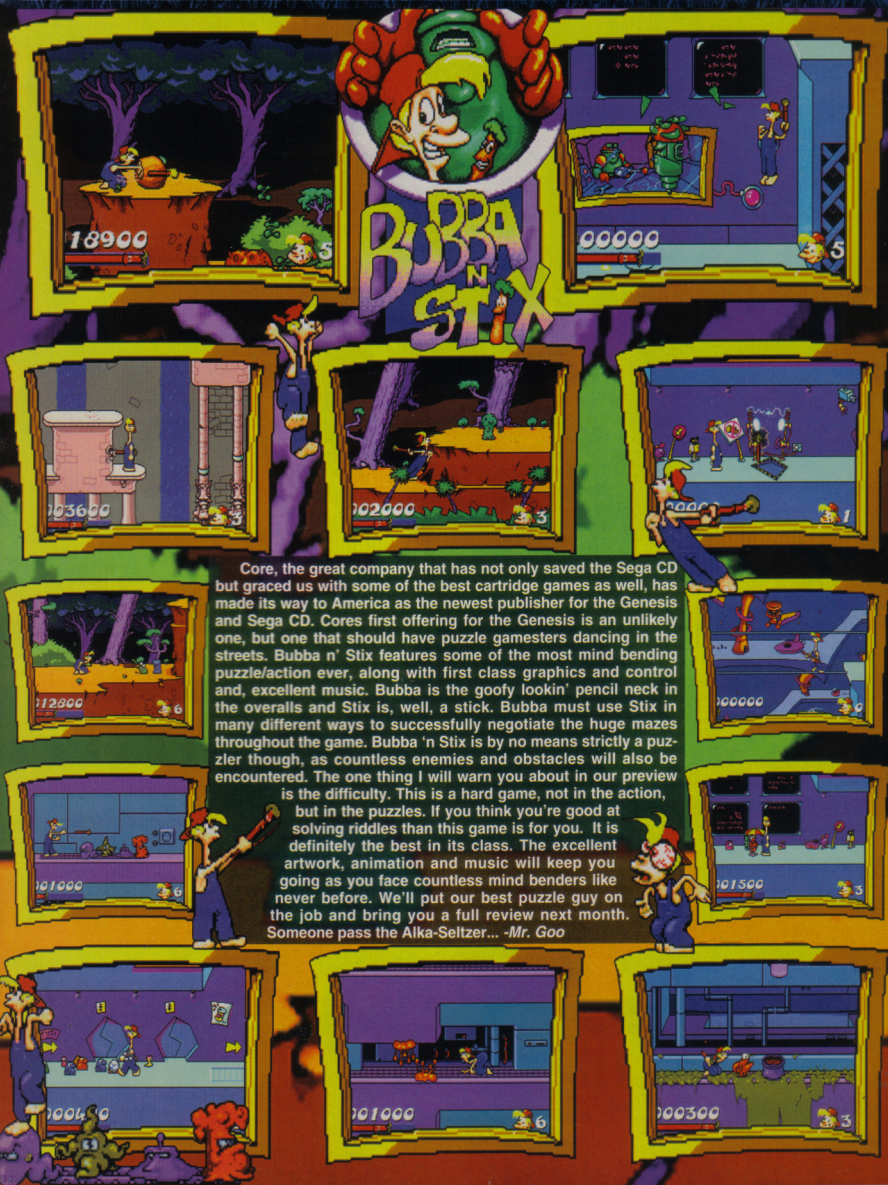 18900
5
BUBBA
N
STIX
00000
5
003600
3
002000
3
1
Core, the great company that has not only saved the Sega CD
but graced us with some of the best cartridge games as well, has
made its way to America as the newest publisher for the Genesis
and Sega CD. Cores first offering for the Genesis is an unlikely
one, but one that should have puzzle gamesters dancing in the
streets. Bubba n' Stix features some of the most mind bending
puzzle/action ever, along with first class graphics and control
and, excellent music. Bubba is the goofy lookin' pencil neck in
the overalls and Stix is, well, a stick. Bubba must use Stix in
many different ways to successfully negotiate the huge mazes
throughout the game. Bubba 'n Stix is by no means strictly a puz-
zler though, as countless enemies and obstacles will also be
encountered. The one thing I will warn you about in our preview
is the difficulty. This is a hard game, not in the action,
but in the puzzles. If you think you're good at
solving riddles than this game is for you. It is
definitely the best in its class. The excellent
artwork, animation and music will keep you
going as you face countless mind benders like
never before. We'll put our best puzzle guy on
the job and bring you a full review next month.
Someone pass the Alka-Seltzer... -Mr. Goo
012800
6
000000
0
001000
6
001500
3
000440
001000
6
000300
3